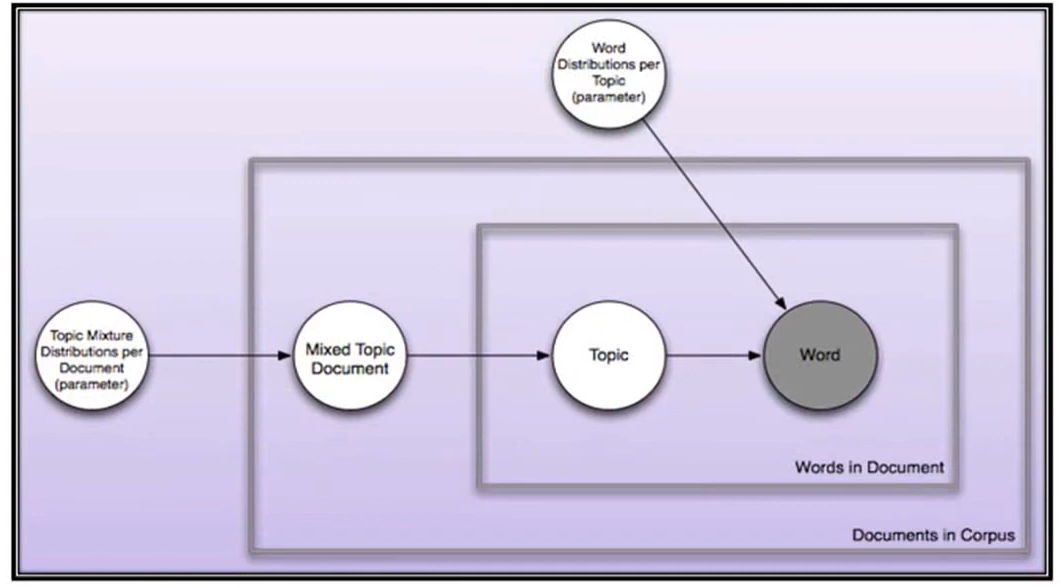 Word
Distributions per
Topic
(parameter)
Topic Mixture
Distributions per
Document
(parameter)
Mixed Topic
Document
Topic
Word
Words in Document
Documents in Corpus